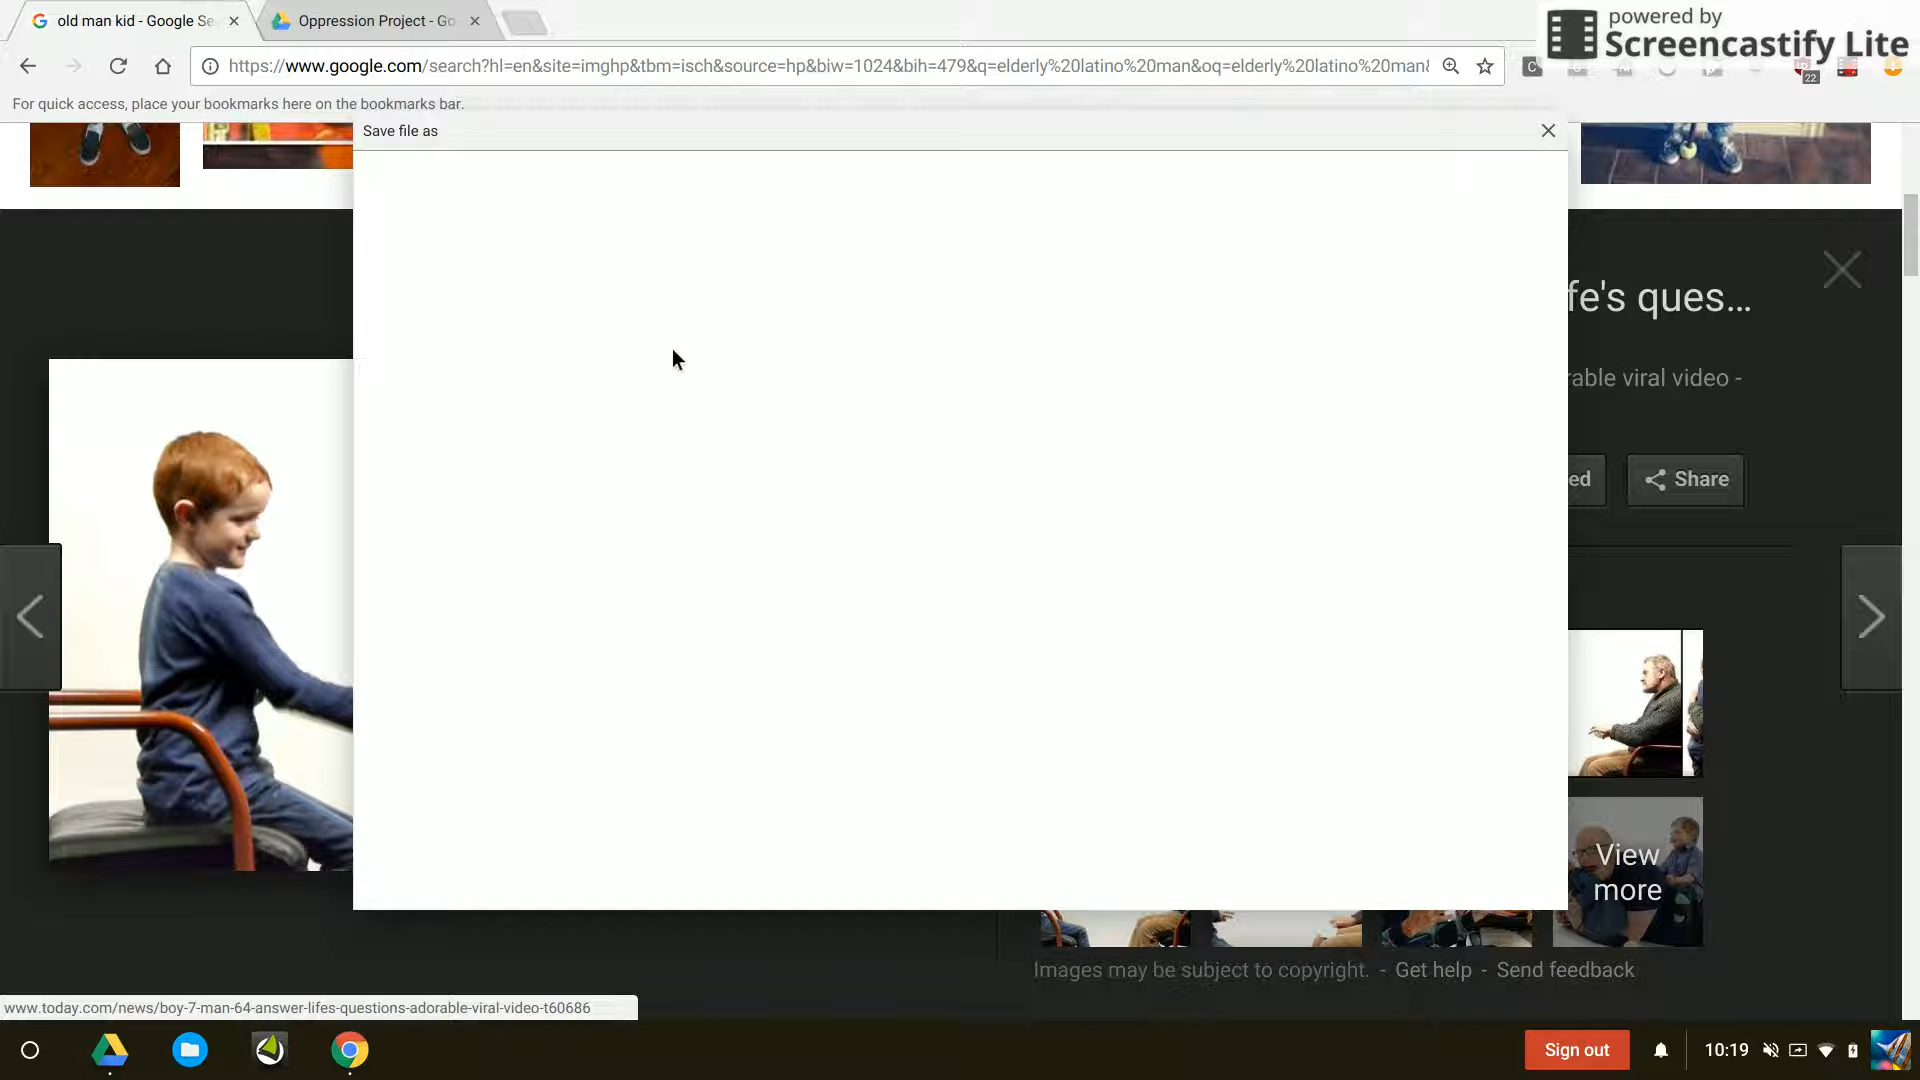 old man kid - Google Se
Oppression Project - Go
powered by
Screencastify Lite
https://www.google.com/search?hl=en&site=imghp&tbm=isch&source=hp&biw=1024&bih=479&q=elderly%20latino%20man&oq=elderly%20latino%20man&
22
For quick access, place your bookmarks here on the bookmarks bar.
Save file as
fe's ques...
rable viral video -
ed
Share
View
more
Images may be subject to copyright. - Get help - Send feedback
www.today.com/news/boy-7-man-64-answer-lifes-questions-adorable-viral-video-t60686
Sign out
10:19